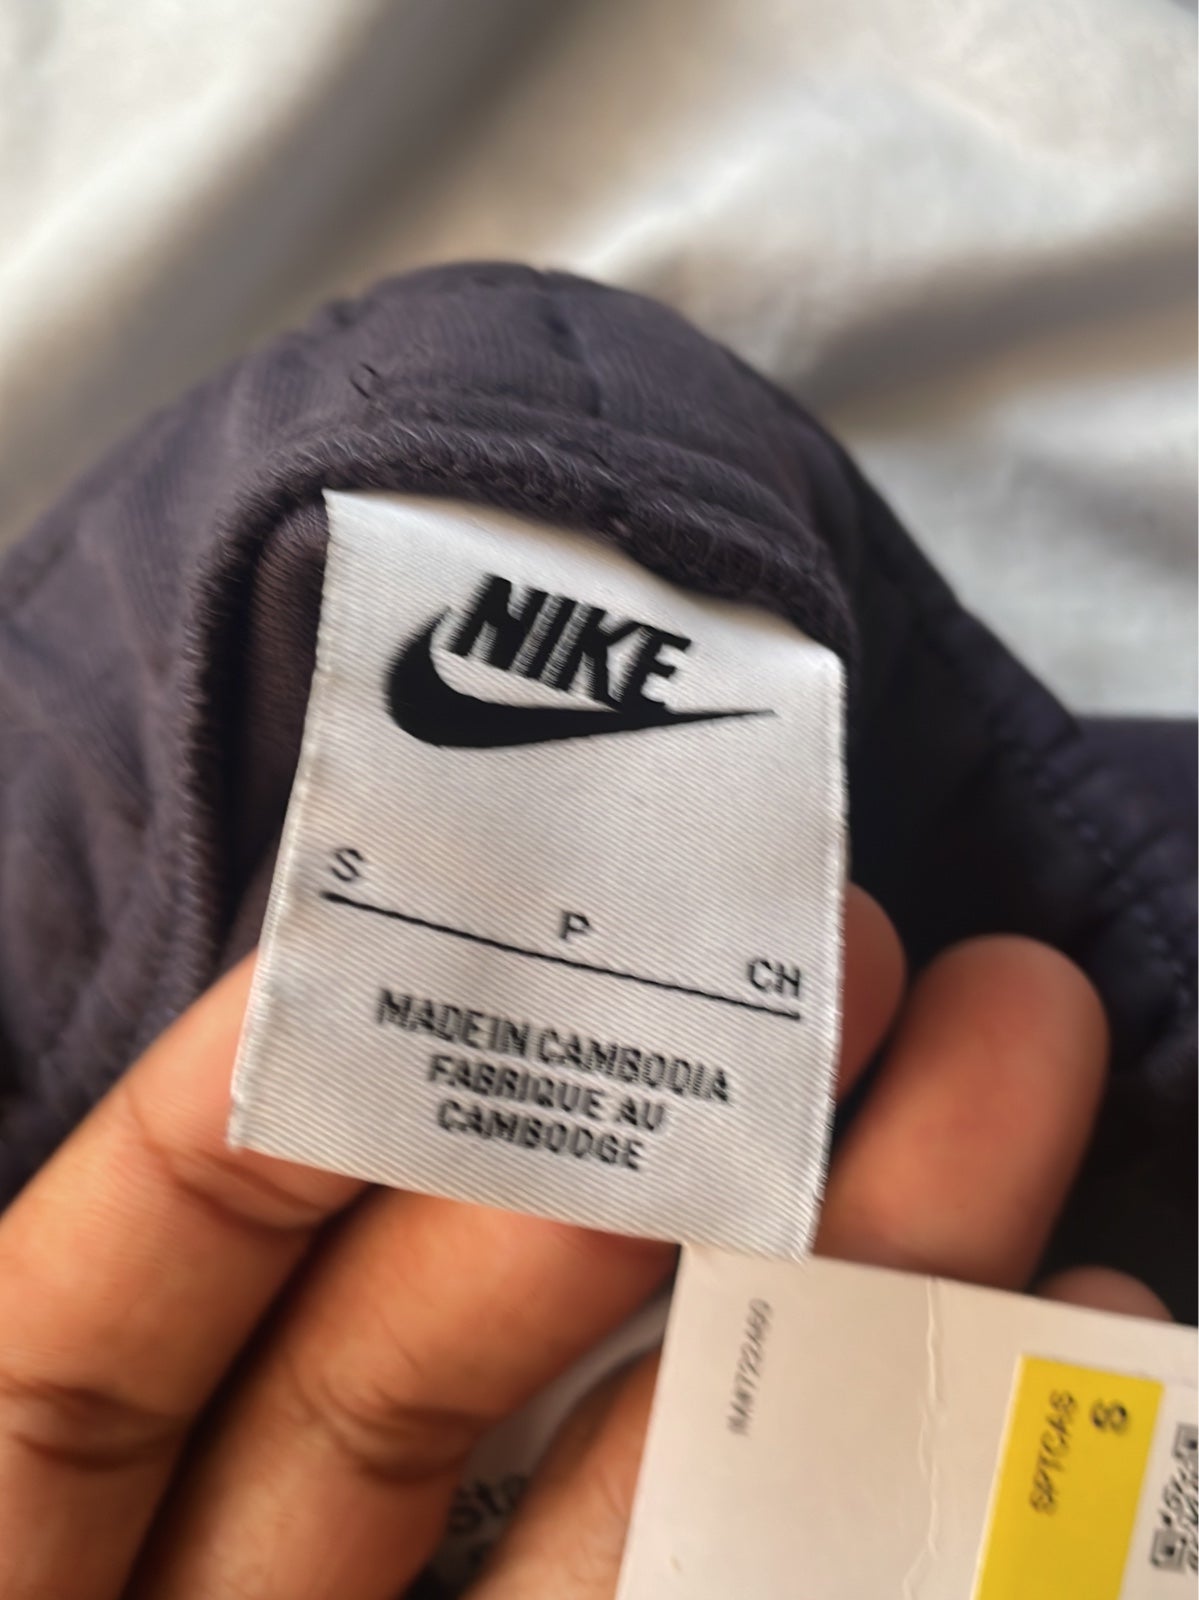 NIKE
S
P
CH
MADE IN CAMBODIA
FABRIQUE AU
CAMBODGE
SPTCAS
S